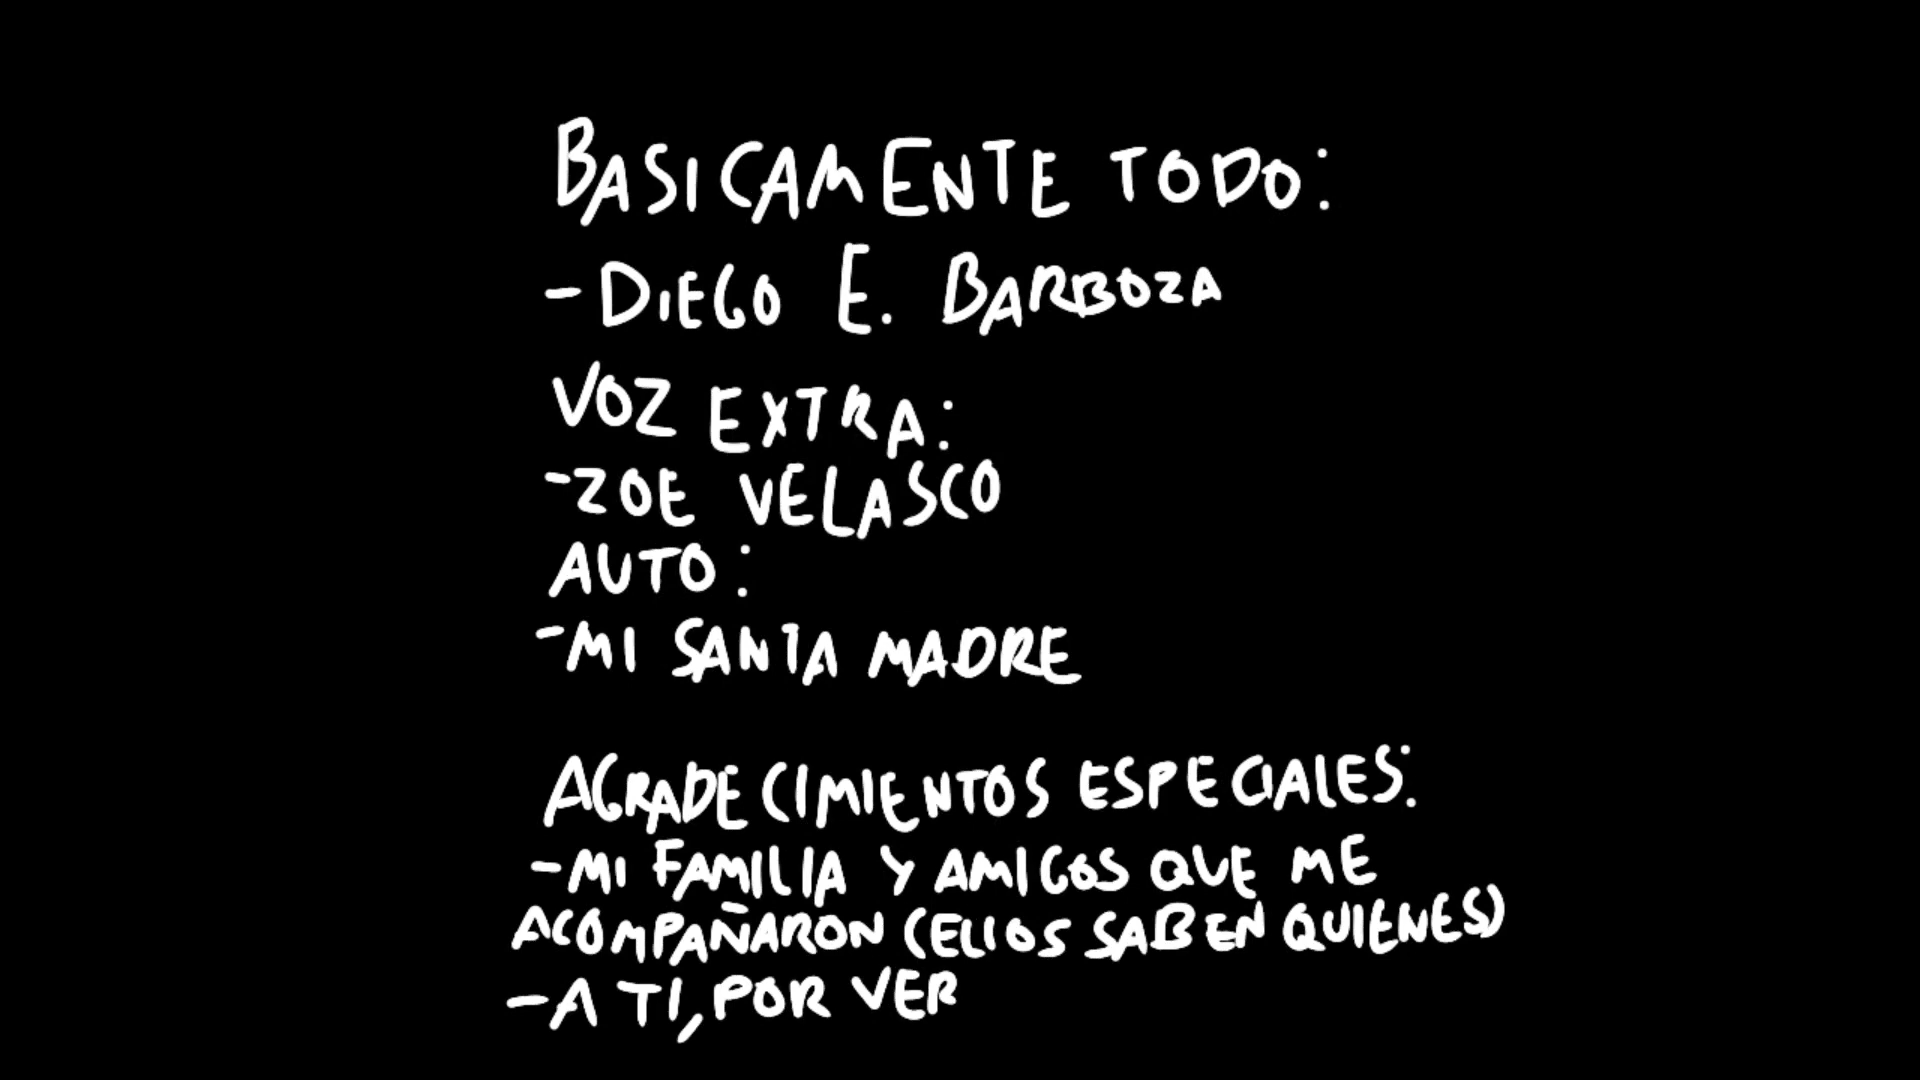 BASICAMENTE TODO:
-DIEGO E. BARBOZA
VOZ EXTRA:
-ZOE VELASCO
AUTO:
-MI SANTA MADRE
AGRADECIMIENTOS ESPECIALES:
-MI FAMILIA Y AMIGOS QUE ME
ACOMPAÑARON (ELLOS SABEN QUIENES)
-A TI, POR VER